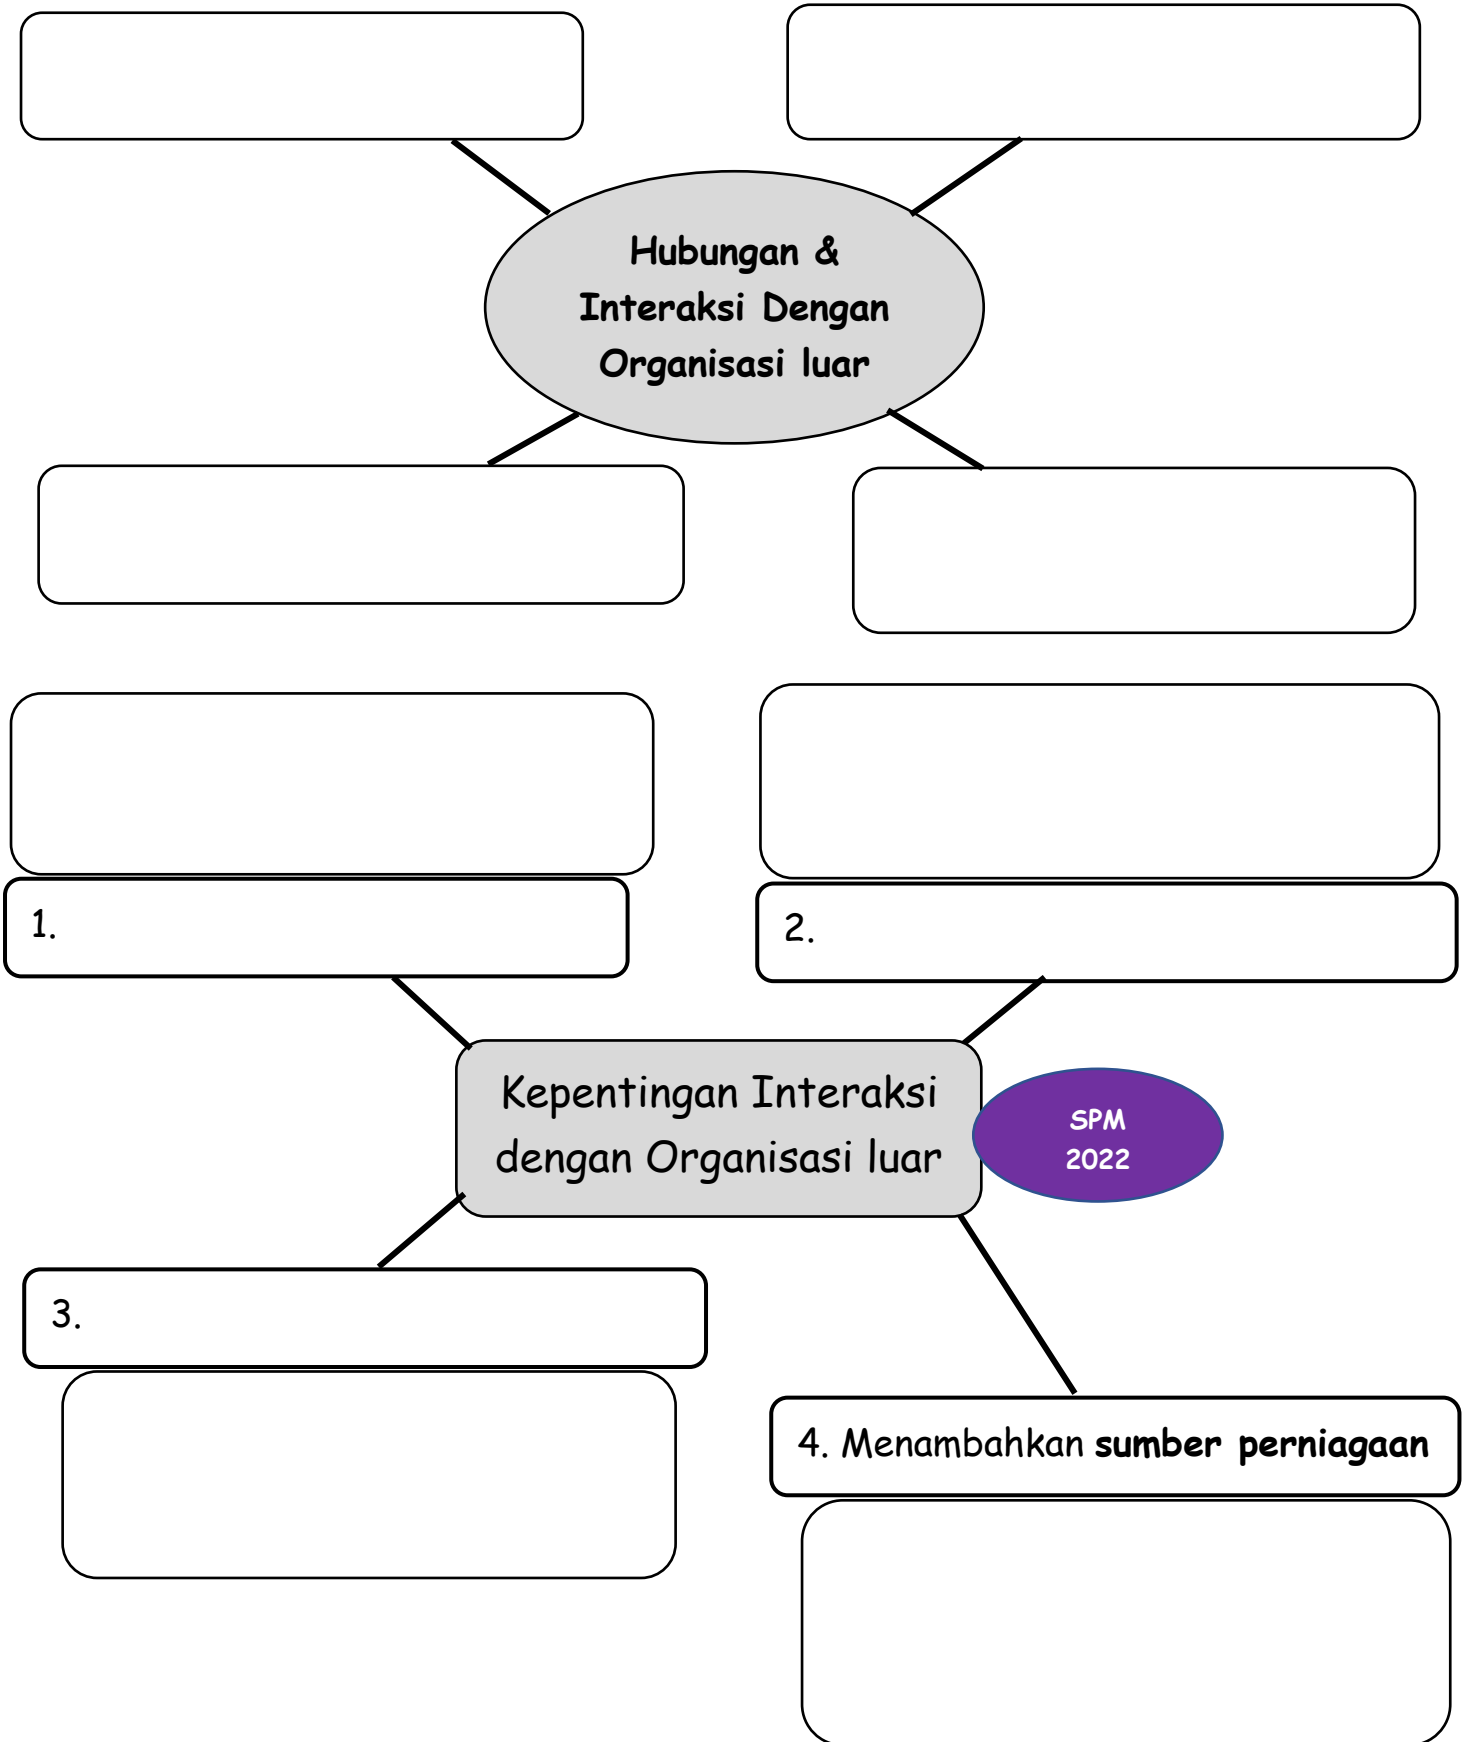 Hubungan &
Interaksi Dengan
Organisasi luar
1.
2.
Kepentingan Interaksi
dengan Organisasi luar
SPM
2022
3.
4. Menambahkan sumber perniagaan